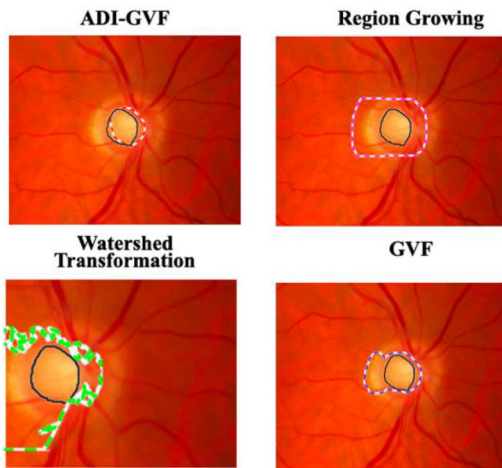 ADI-GVF
Region Growing
Watershed
Transformation
GVF